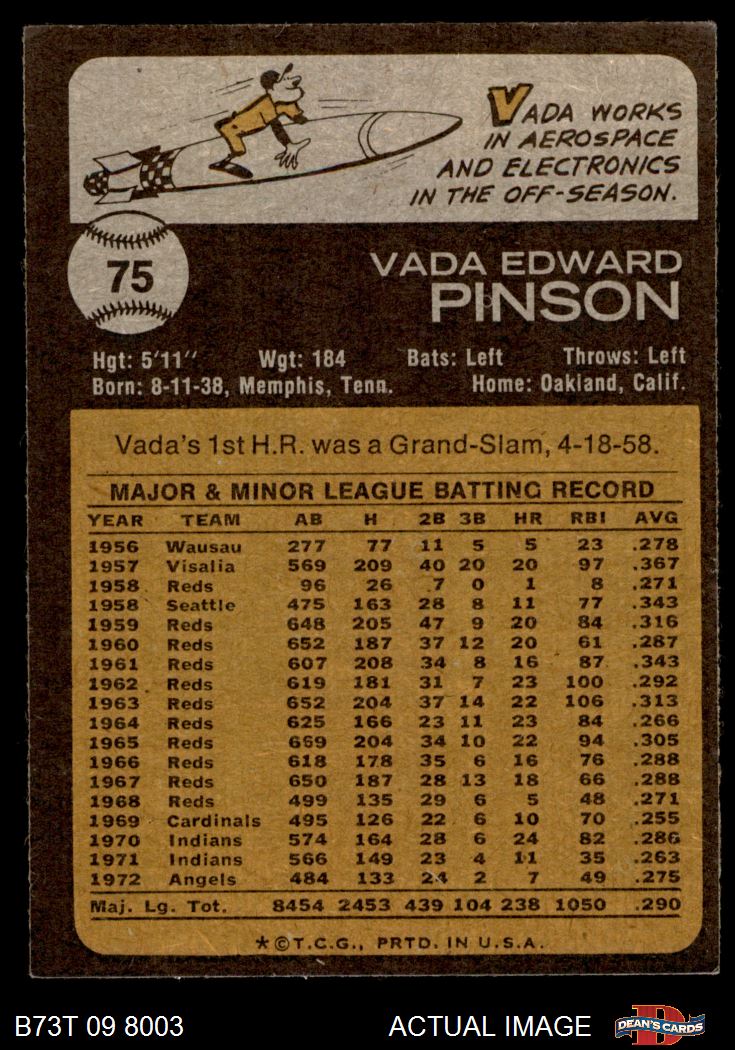 VADA WORKS
IN AEROSPACE
AND ELECTRONICS
IN THE OFF-SEASON.
75
VADA EDWARD
PINSON
Hgt: 5'11" Wgt: 184 Bats: Left Throws: Left
Born: 8-11-38, Memphis, Tenn. Home: Oakland, Calif.
Vada's 1st H.R. was a Grand-Slam, 4-18-58.
MAJOR & MINOR LEAGUE BATTING RECORD
YEAR TEAM AB H 2B 3B HR RBI AVG
1956 Wausau 277 77 11 5 5 23 .278
1957 Visalia 569 209 40 20 20 97 .367
1958 Reds 96 26 7 0 1 8 .271
1958 Seattle 475 163 28 8 11 77 .343
1959 Reds 648 205 47 9 20 84 .316
1960 Reds 652 187 37 12 20 61 .287
1961 Reds 607 208 34 8 16 87 .343
1962 Reds 619 181 31 7 23 100 .292
1963 Reds 652 204 37 14 22 106 .313
1964 Reds 625 166 23 11 23 84 .266
1965 Reds 669 204 34 10 22 94 .305
1966 Reds 618 178 35 6 16 76 .288
1967 Reds 650 187 28 13 18 66 .288
1968 Reds 499 135 29 6 5 48 .271
1969 Cardinals 495 126 22 6 10 70 .255
1970 Indians 574 164 28 6 24 82 .286
1971 Indians 566 149 23 4 11 35 .263
1972 Angels 484 133 24 2 7 49 .275
Maj. Lg. Tot. 8454 2453 439 104 238 1050 .290
*©T.C.G., PRTD. IN U.S.A.
B73T 09 8003 ACTUAL IMAGE DEAN'S CARDS